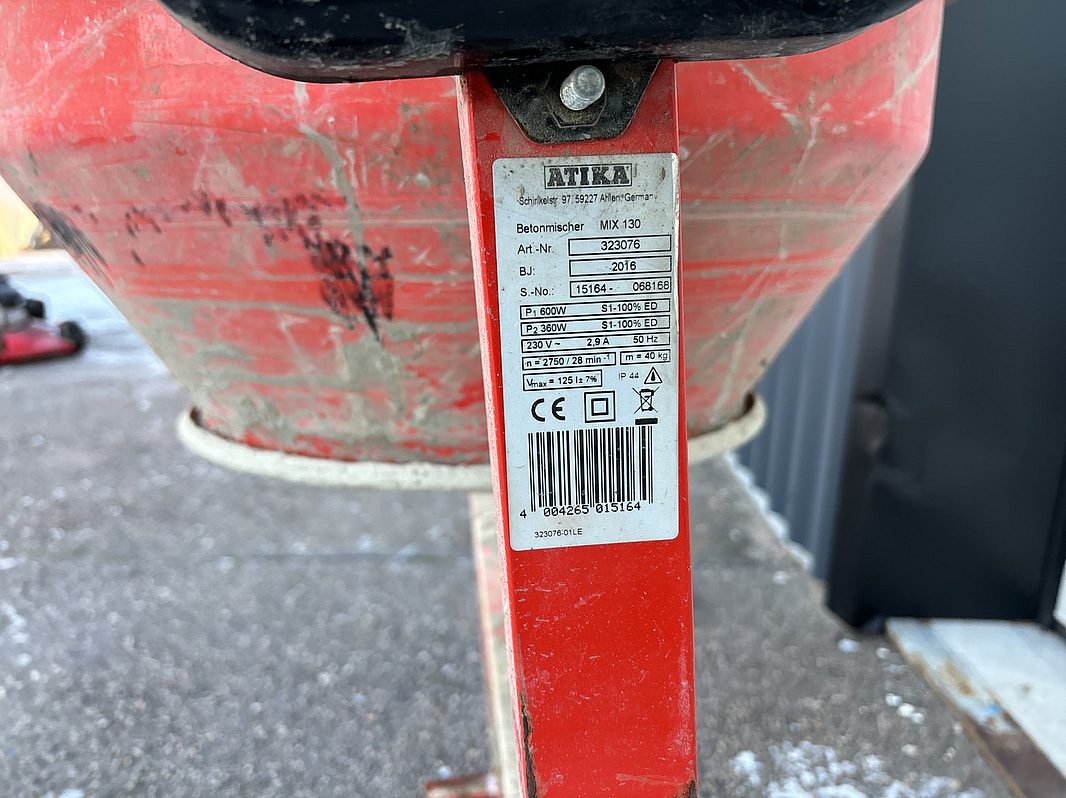 ATIKA
Schinkelstr. 97, 59227 Ahlen, Germany
Betonmischer MIX 130
Art.-Nr. 323076
BJ: 2016
S.-No.: 15164 - 068168
P1 600W S1-100% ED
P2 360W S1-100% ED
230 V ~ 2,9 A 50 Hz
n = 2750 / 28 min -1 m = 40 kg
Vmax = 125 l ± 7% IP 44
CE
4 004265 015164
323076-01LE